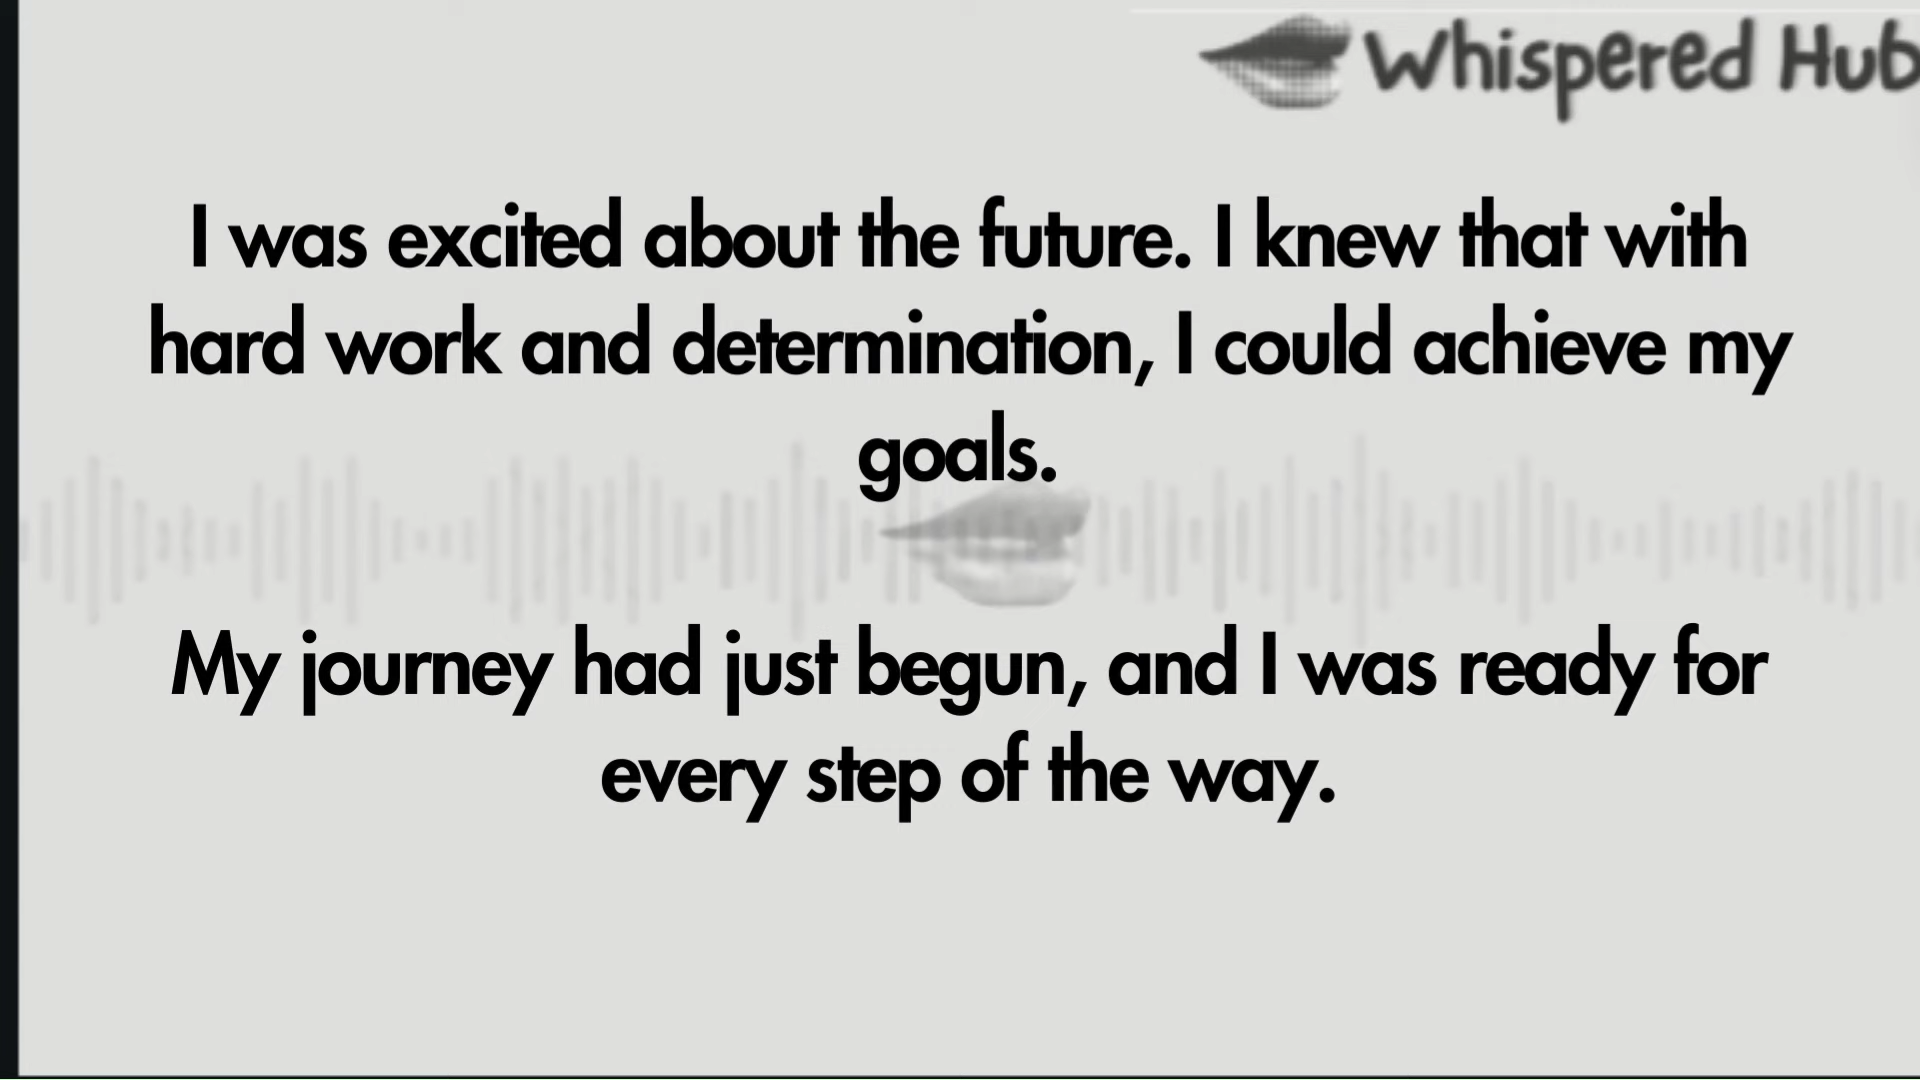 Whispered Hub
I was excited about the future. I knew that with
hard work and determination, I could achieve my
goals.
My journey had just begun, and I was ready for
every step of the way.